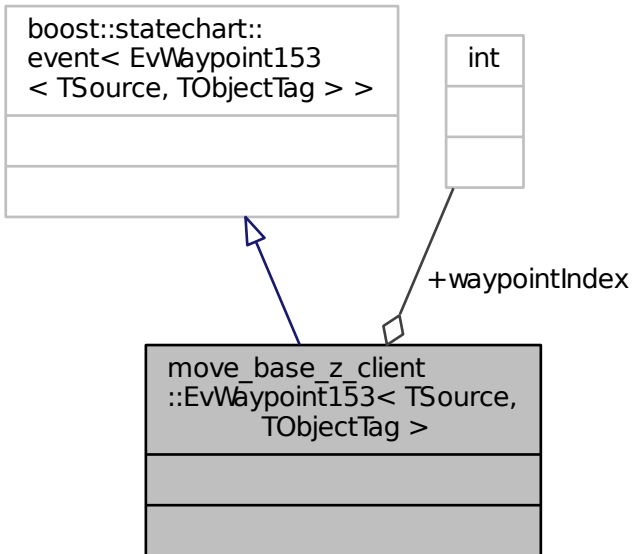 boost::statechart::
event< EvWaypoint153
< TSource, TObjectTag > >
int
+waypointIndex
move_base_z_client
::EvWaypoint153< TSource,
TObjectTag >